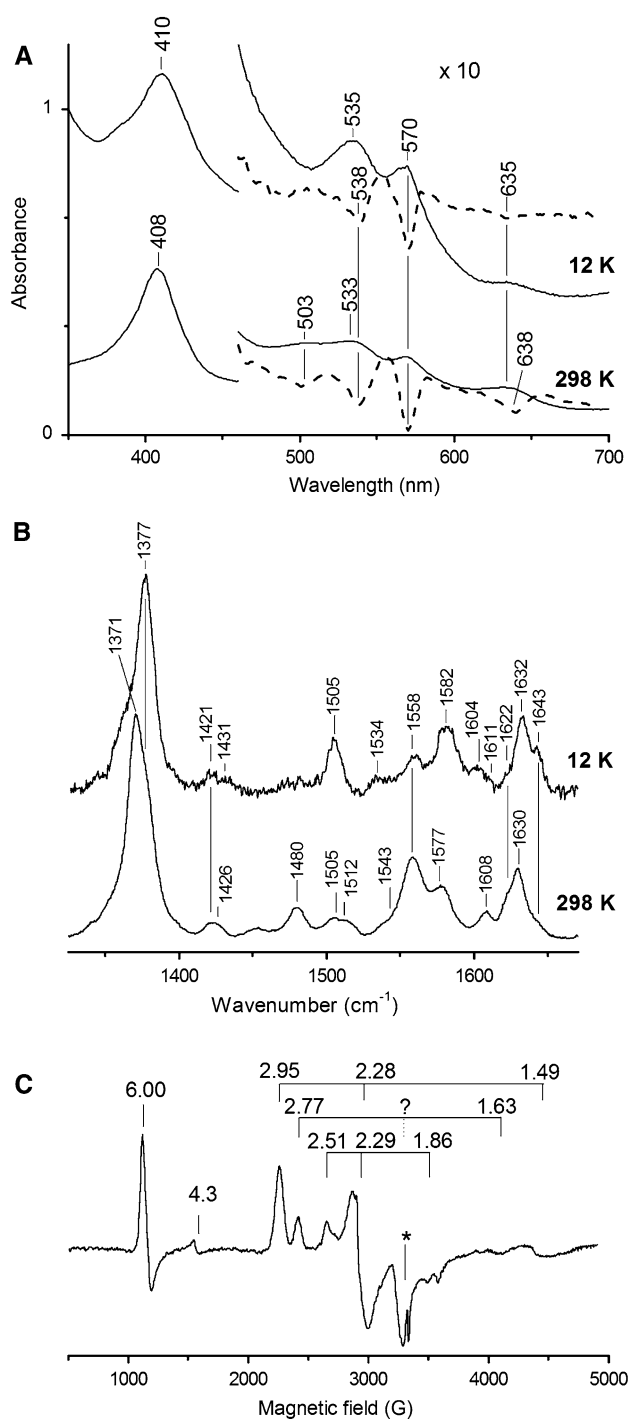 A
410
x 10
535
570
1
538
635
12 K
408
Absorbance
503
533
638
298 K
0
400 500 600 700
Wavelength (nm)
B
1377
1371
1421
1431
1505
1534
1558
1582
1604
1611
1622
1632
1643
12 K
1426
1480
1505
1512
1543
1577
1608
1630
298 K
1400 1500 1600
Wavenumber (cm-1)
C
2.95 2.28 1.49
6.00
2.77 ? 1.63
2.51 2.29 1.86
4.3
*
1000 2000 3000 4000 5000
Magnetic field (G)